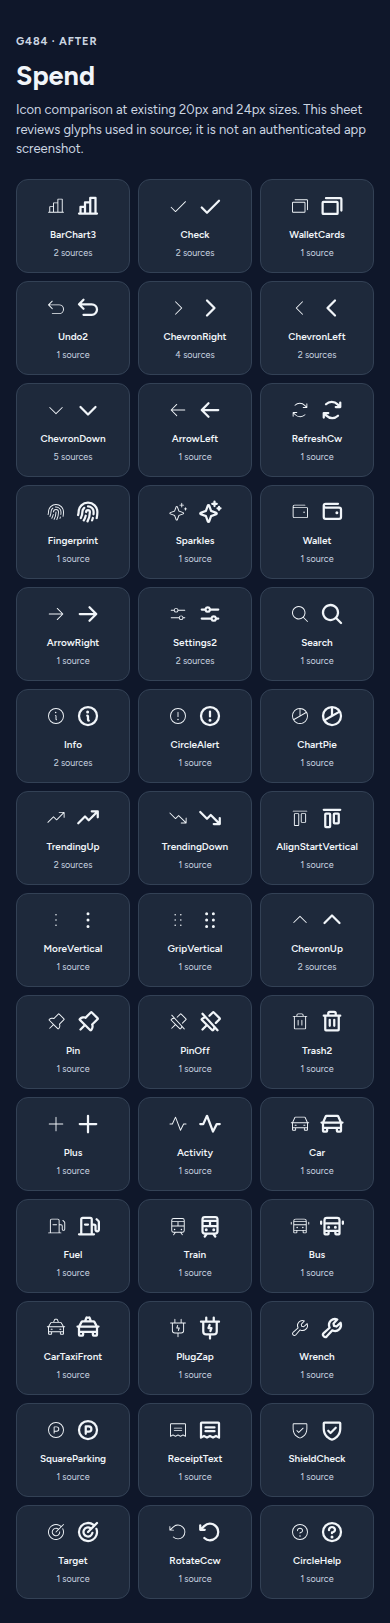 G484 · AFTER
Spend
Icon comparison at existing 20px and 24px sizes. This sheet
reviews glyphs used in source; it is not an authenticated app
screenshot.
BarChart3
2 sources
Check
2 sources
WalletCards
1 source
Undo2
1 source
ChevronRight
4 sources
ChevronLeft
2 sources
ChevronDown
5 sources
ArrowLeft
1 source
RefreshCw
1 source
Fingerprint
1 source
Sparkles
1 source
Wallet
1 source
ArrowRight
1 source
Settings2
2 sources
Search
1 source
Info
2 sources
CircleAlert
1 source
ChartPie
1 source
TrendingUp
2 sources
TrendingDown
1 source
AlignStartVertical
1 source
MoreVertical
1 source
GripVertical
1 source
ChevronUp
2 sources
Pin
1 source
PinOff
1 source
Trash2
1 source
Plus
1 source
Activity
1 source
Car
1 source
Fuel
1 source
Train
1 source
Bus
1 source
CarTaxiFront
1 source
PlugZap
1 source
Wrench
1 source
SquareParking
1 source
ReceiptText
1 source
ShieldCheck
1 source
Target
1 source
RotateCcw
1 source
CircleHelp
1 source